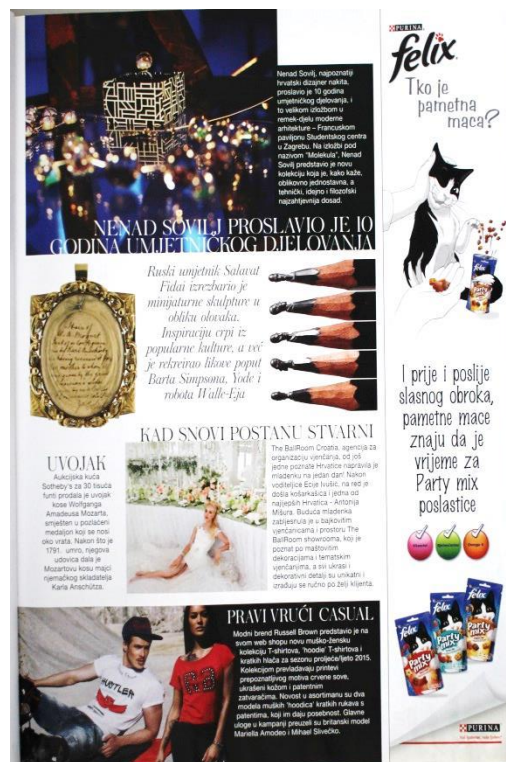 Nenad Sovilj, najpoznatiji
hrvatski dizajner nakita,
proslavio je 10 godina
umjetničkog djelovanja, i
to velikom izložbom u
remek-djelu moderne
arhitekture – Francuskom
paviljonu Studentskog centra
u Zagrebu. Na izložbi pod
nazivom "Molekula", Nenad
Sovilj predstavio je novu
kolekciju koja je, kako kaže,
oblikovno jednostavna, a
tehnički, idejno i filozofski
najzahtjevnija dosad.
NENAD SOVILJ PROSLAVIO JE 10
GODINA UMJETNIČKOG DJELOVANJA
Ruski umjetnik Salavat
Fidai izrezbario je
minijaturne skulpture u
obliku olovaka.
Inspiraciju crpi iz
popularne kulture, a već
je rekreirao likove poput
Barta Simpsona, Yode i
robota Walle-Eja
KAD SNOVI POSTANU STVARNI
UVOJAK
Aukcijska kuća
Sotheby's za 30 tisuća
funti prodala je uvojak
kose Wolfganga
Amadeusa Mozarta,
smješten u pozlaćeni
medaljon koji se nosi
oko vrata. Nakon što je
1791. umro, njegova
udovica dala je
Mozartovu kosu majci
njemačkog skladatelja
Karla Anschütza.
The BallRoom Croatia, agencija za
organizaciju vjenčanja, od još
jedne poznate Hrvatice napravila je
mladenku na jedan dan! Nakon
voditeljice Ecije Ivušić, na red je
došla košarkašica i jedna od
najljepših Hrvatica - Antonija
Mišura. Buduća mladenka
zabljesnula je u bajkovitim
vjenčanicama i prostoru The
BallRoom showrooma, koji je
poznat po maštovitim
dekoracijama i tematskim
vjenčanjima, a svi ukrasi i
dekorativni detalji su unikatni i
izrađuju se ručno po želji klijenta.
PRAVI VRUĆI CASUAL
Modni brend Russell Brown predstavio je na
svom web shopu novu muško-žensku
kolekciju T-shirtova, 'hoodie' T-shirtova i
kratkih hlača za sezonu proljeće/ljeto 2015.
Kolekcijom prevladavaju printevi
prepoznatljivog motiva crvene sove,
ukrašeni kožom i patentnim
zatvaračima. Novost u asortimanu su dva
modela muških 'hoodica' kratkih rukava s
patentima, koji im daju posebnost. Glavne
uloge u kampanji preuzeli su britanski model
Mariella Amodeo i Mihael Slivečko.
HUSTLER
PURINA
felix
Tko je
pametna
maca?
felix
Party
mix
I prije i poslije
slasnog obroka,
pametne mace
znaju da je
vrijeme za
Party mix
poslastice
felix
Party
mix
felix
Party
mix
felix
Party
mix
PURINA